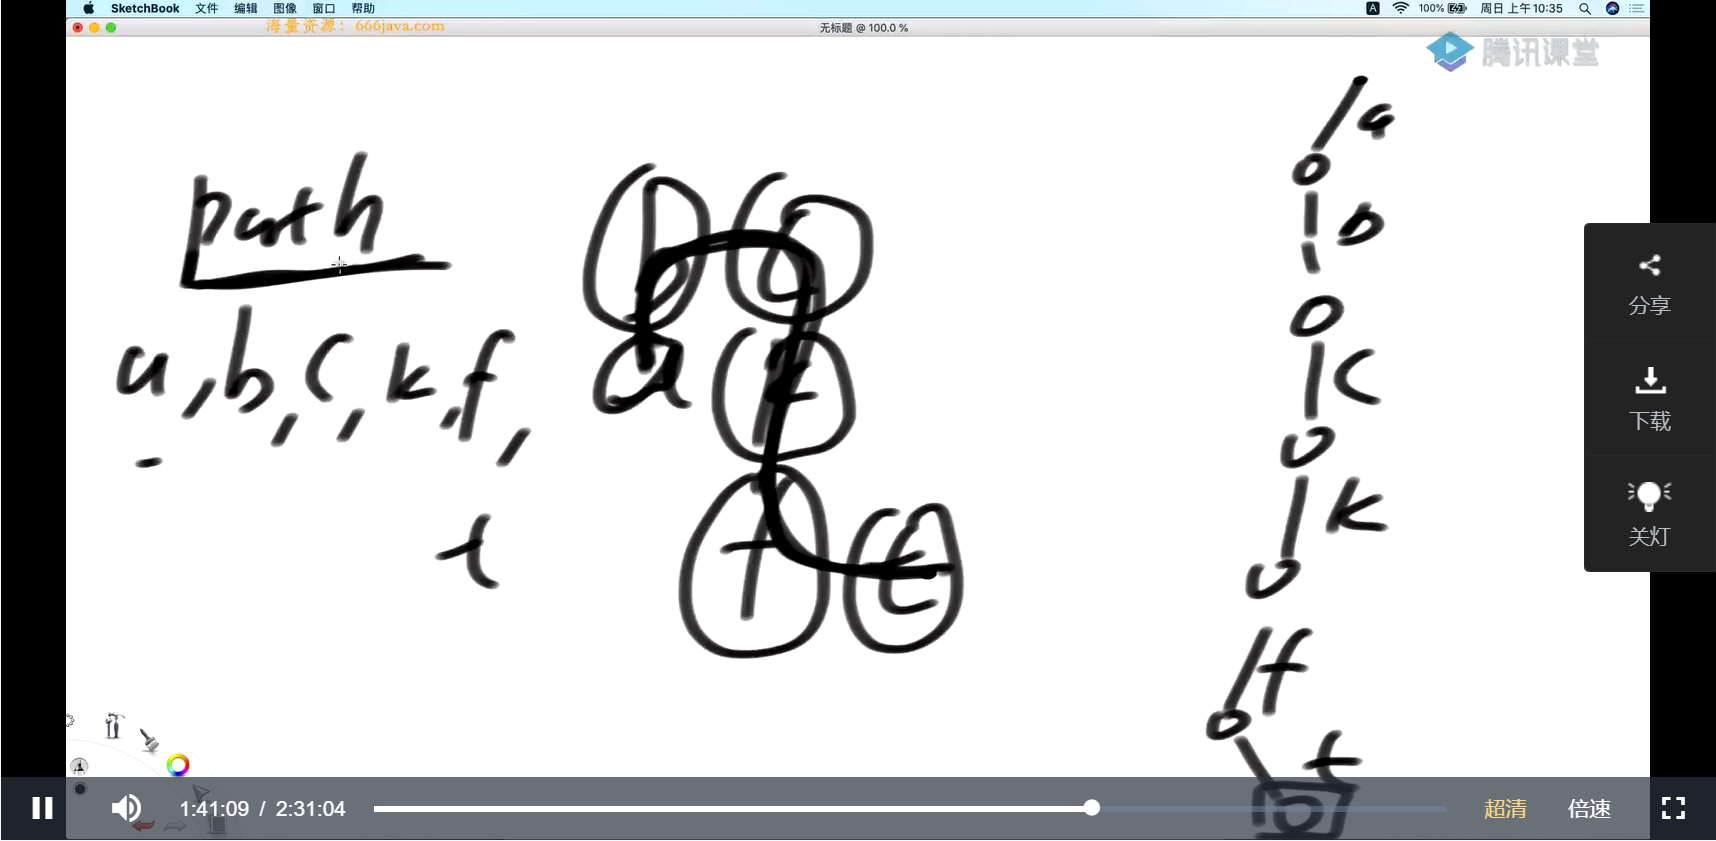 SketchBook 文件 编辑 图像 窗口 帮助
A 100% 周日 上午10:35
海量资源：666java.com
无标题 @ 100.0 %
腾讯课堂
path
a, b, c, k, f,
t
b c
a k
f t
a
b
c
k
f
t
分享
下载
关灯
1:41:09 / 2:31:04
超清 倍速